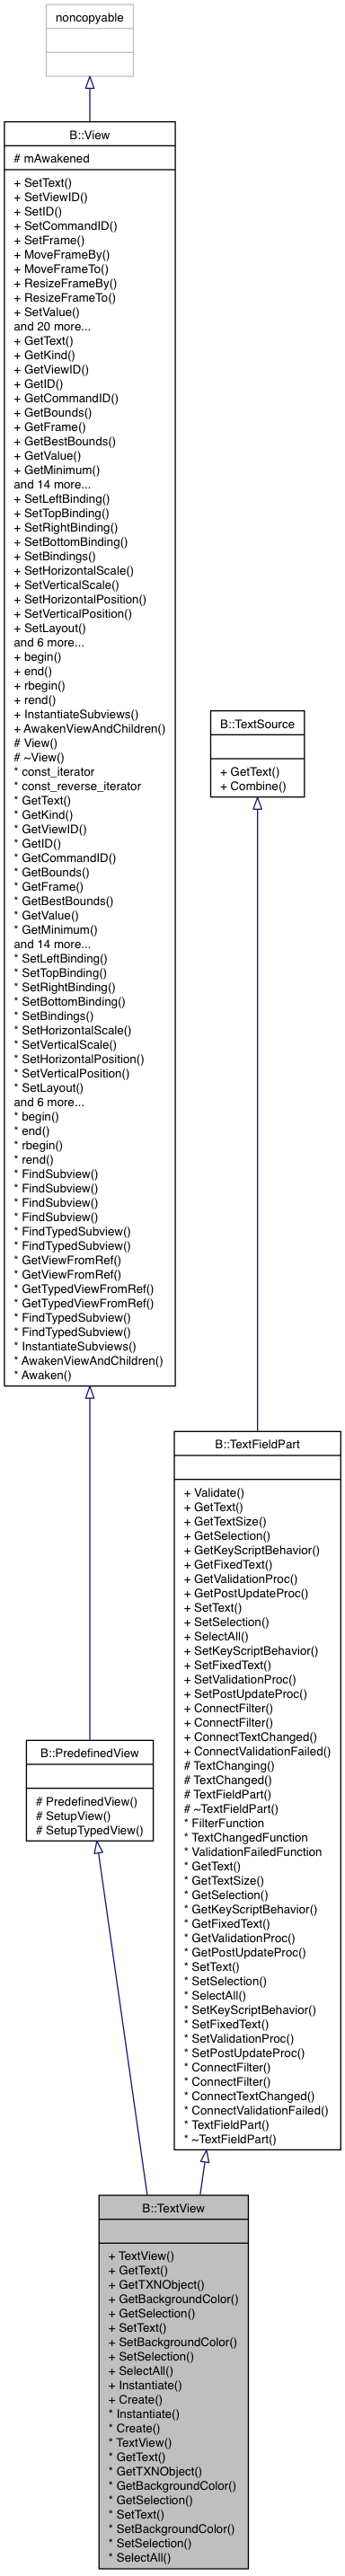 noncopyable
B::View
# mAwakened
+ SetText()
+ SetViewID()
+ SetID()
+ SetCommandID()
+ SetFrame()
+ MoveFrameBy()
+ MoveFrameTo()
+ ResizeFrameBy()
+ ResizeFrameTo()
+ SetValue()
and 20 more...
+ GetText()
+ GetKind()
+ GetViewID()
+ GetID()
+ GetCommandID()
+ GetBounds()
+ GetFrame()
+ GetBestBounds()
+ GetValue()
+ GetMinimum()
and 14 more...
+ SetLeftBinding()
+ SetTopBinding()
+ SetRightBinding()
+ SetBottomBinding()
+ SetBindings()
+ SetHorizontalScale()
+ SetVerticalScale()
+ SetHorizontalPosition()
+ SetVerticalPosition()
+ SetLayout()
and 6 more...
+ begin()
+ end()
+ rbegin()
+ rend()
+ InstantiateSubviews()
+ AwakenViewAndChildren()
# View()
# ~View()
* const_iterator
* const_reverse_iterator
* GetText()
* GetKind()
* GetViewID()
* GetID()
* GetCommandID()
* GetBounds()
* GetFrame()
* GetBestBounds()
* GetValue()
* GetMinimum()
and 14 more...
* SetLeftBinding()
* SetTopBinding()
* SetRightBinding()
* SetBottomBinding()
* SetBindings()
* SetHorizontalScale()
* SetVerticalScale()
* SetHorizontalPosition()
* SetVerticalPosition()
* SetLayout()
and 6 more...
* begin()
* end()
* rbegin()
* rend()
* FindSubview()
* FindSubview()
* FindSubview()
* FindSubview()
* FindTypedSubview()
* FindTypedSubview()
* GetViewFromRef()
* GetViewFromRef()
* GetTypedViewFromRef()
* GetTypedViewFromRef()
* FindTypedSubview()
* FindTypedSubview()
* InstantiateSubviews()
* AwakenViewAndChildren()
* Awaken()
B::TextSource
+ GetText()
+ Combine()
B::TextFieldPart
+ Validate()
+ GetText()
+ GetTextSize()
+ GetSelection()
+ GetKeyScriptBehavior()
+ GetFixedText()
+ GetValidationProc()
+ GetPostUpdateProc()
+ SetText()
+ SetSelection()
+ SelectAll()
+ SetKeyScriptBehavior()
+ SetFixedText()
+ SetValidationProc()
+ SetPostUpdateProc()
+ ConnectFilter()
+ ConnectFilter()
+ ConnectTextChanged()
+ ConnectValidationFailed()
# TextChanging()
# TextChanged()
# TextFieldPart()
# ~TextFieldPart()
* FilterFunction
* TextChangedFunction
* ValidationFailedFunction
* GetText()
* GetTextSize()
* GetSelection()
* GetKeyScriptBehavior()
* GetFixedText()
* GetValidationProc()
* GetPostUpdateProc()
* SetText()
* SetSelection()
* SelectAll()
* SetKeyScriptBehavior()
* SetFixedText()
* SetValidationProc()
* SetPostUpdateProc()
* ConnectFilter()
* ConnectFilter()
* ConnectTextChanged()
* ConnectValidationFailed()
* TextFieldPart()
* ~TextFieldPart()
B::PredefinedView
# PredefinedView()
# SetupView()
# SetupTypedView()
B::TextView
+ TextView()
+ GetText()
+ GetTXNObject()
+ GetBackgroundColor()
+ GetSelection()
+ SetText()
+ SetBackgroundColor()
+ SetSelection()
+ SelectAll()
+ Instantiate()
+ Create()
* Instantiate()
* Create()
* TextView()
* GetText()
* GetTXNObject()
* GetBackgroundColor()
* GetSelection()
* SetText()
* SetBackgroundColor()
* SetSelection()
* SelectAll()